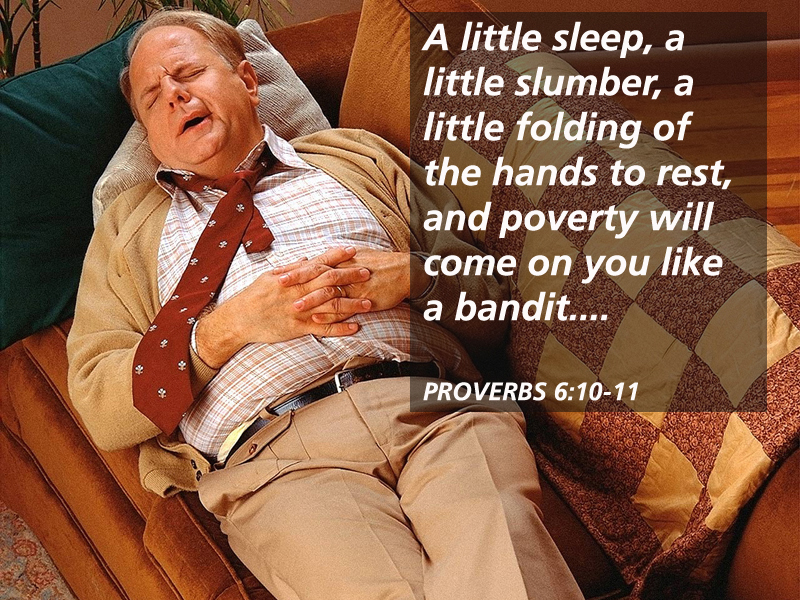 A little sleep, a
little slumber, a
little folding of
the hands to rest,
and poverty will
come on you like
a bandit....
PROVERBS 6:10-11